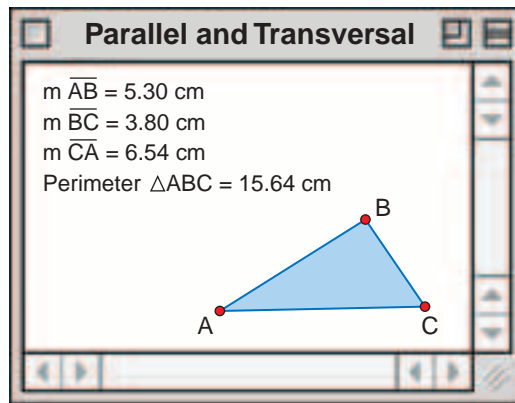 Parallel and Transversal
m AB = 5.30 cm
m BC = 3.80 cm
m CA = 6.54 cm
Perimeter △ABC = 15.64 cm
B
A
C